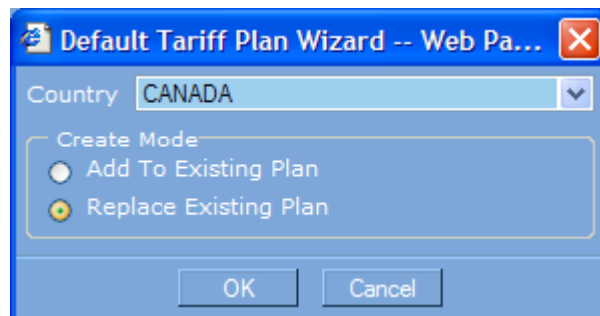 Default Tariff Plan Wizard -- Web Pa...
Country CANADA
Create Mode
Add To Existing Plan
Replace Existing Plan
OK Cancel